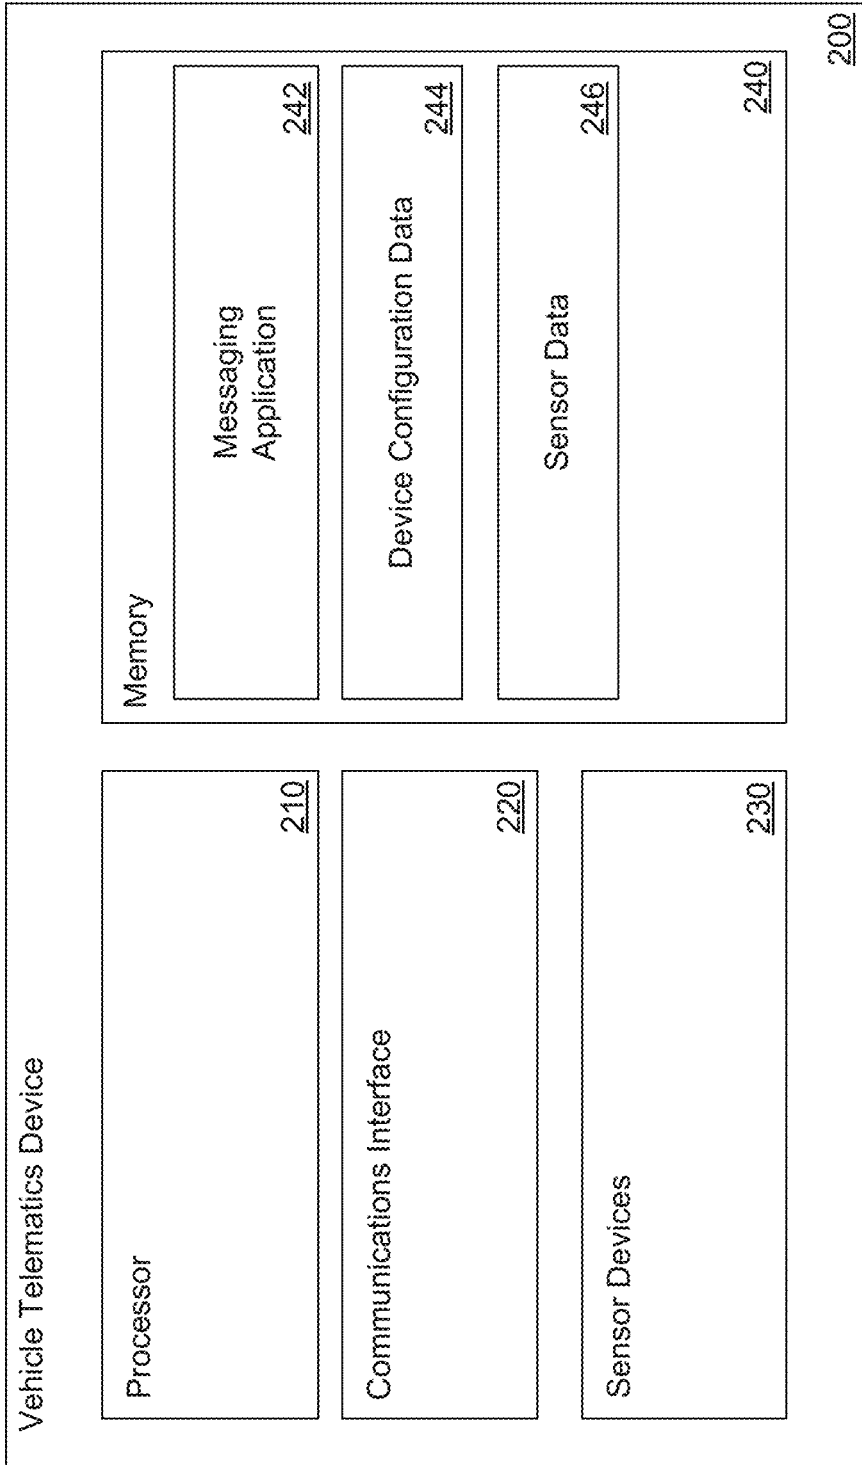 Vehicle Telematics Device
Processor
210
Communications Interface
220
Sensor Devices
230
Memory
Messaging
Application
242
Device Configuration Data
244
Sensor Data
246
240
200